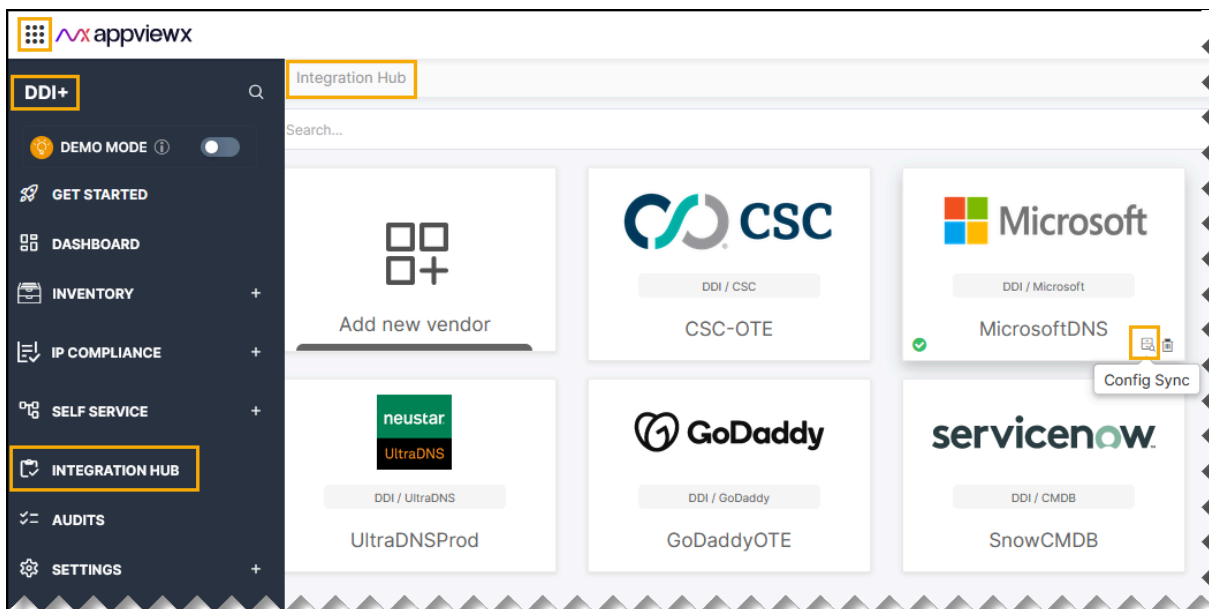 appviewx
DDI+
Integration Hub
DEMO MODE
Search...
GET STARTED
DASHBOARD
INVENTORY +
IP COMPLIANCE +
SELF SERVICE +
INTEGRATION HUB
AUDITS
SETTINGS +
Add new vendor
CSC
DDI / CSC
CSC-OTE
Microsoft
DDI / Microsoft
MicrosoftDNS
Config Sync
neustar
UltraDNS
DDI / UltraDNS
UltraDNSProd
GoDaddy
DDI / GoDaddy
GoDaddyOTE
servicenow
DDI / CMDB
SnowCMDB